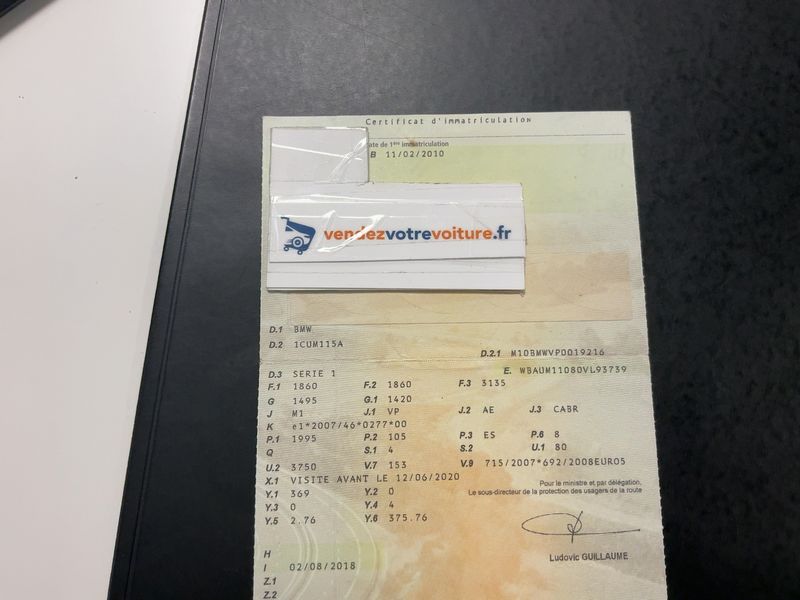 Certificat d'immatriculation
ate de 1ère immatriculation
B 11/02/2010
vendezvotrevoiture.fr
D.1 BMW
D.2 1CUM115A
D.2.1 M10BMWVP0019216
D.3 SERIE 1 E. WBAUM11080VL93739
F.1 1860 F.2 1860 F.3 3135
G 1495 G.1 1420
J M1 J.1 VP J.2 AE J.3 CABR
K e1*2007/46*0277*00
P.1 1995 P.2 105 P.3 ES P.6 8
Q S.1 4 S.2 U.1 80
U.2 3750 V.7 153 V.9 715/2007*692/2008EURO5
X.1 VISITE AVANT LE 12/06/2020
Pour le ministre et par délégation,
Le sous-directeur de la protection des usagers de la route
Y.1 369 Y.2 0
Y.3 0 Y.4 4
Y.5 2.76 Y.6 375.76
Ludovic GUILLAUME
H
I 02/08/2018
Z.1
Z.2